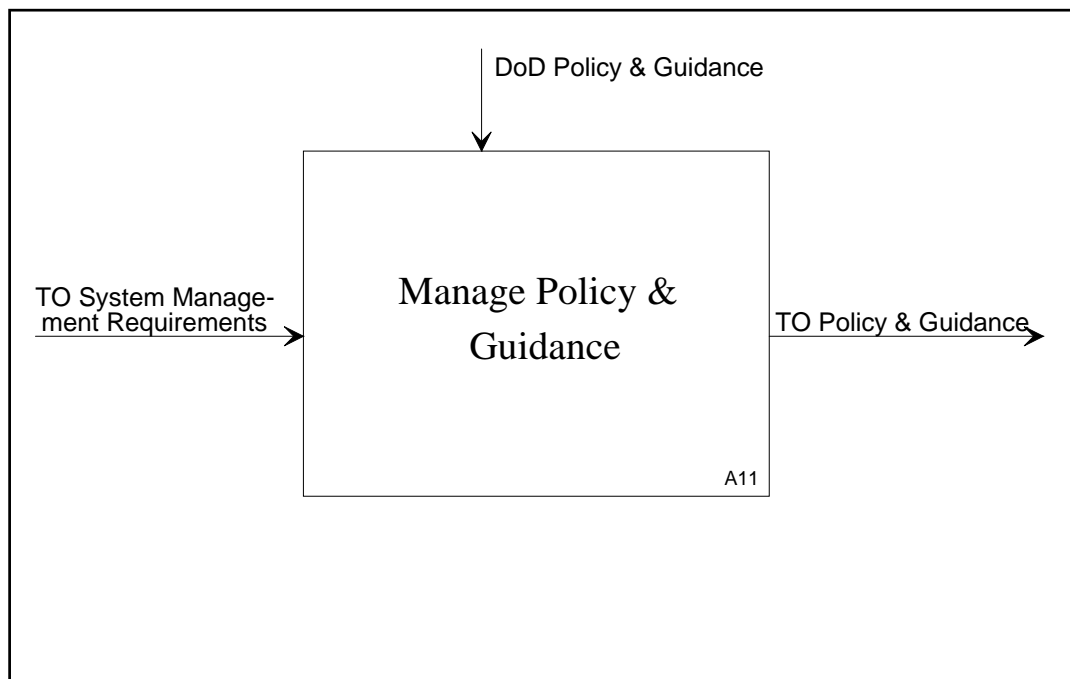 DoD Policy & Guidance
TO System Manage-
ment Requirements
Manage Policy &
Guidance
TO Policy & Guidance
A11